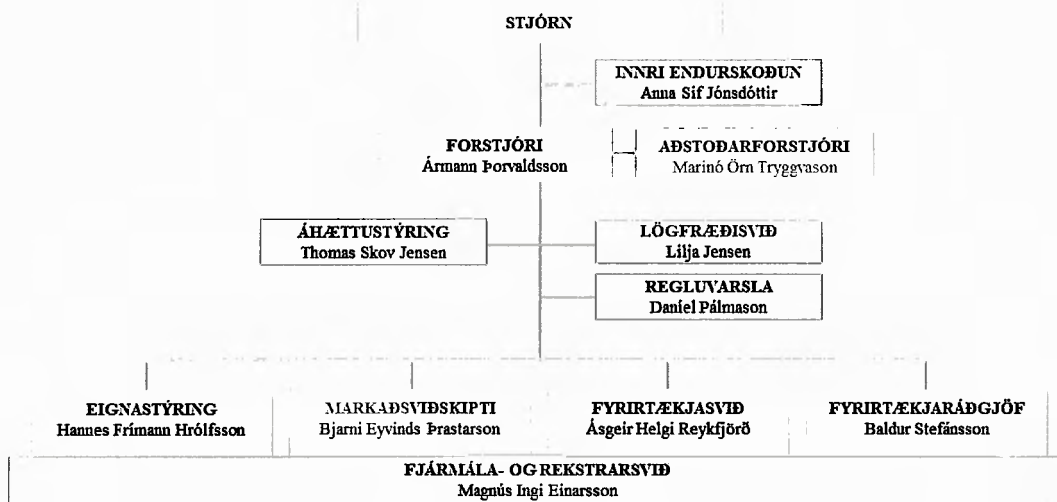 STJÓRN
INNRI ENDURSKOÐUN
Anna Sif Jónsdóttir
FORSTJÓRI
Ármann Þorvaldsson
AÐSTOÐARFORSTJÓRI
Marinó Örn Tryggvason
ÁHÆTTUSTÝRING
Thomas Skov Jensen
LÖGFRÆÐISVIÐ
Lilja Jensen
REGLUVARSLA
Daníel Pálmason
EIGNASTÝRING
Hannes Frímann Hrólfsson
MARKAÐSVIÐSKIPTI
Bjarni Eyvinds Þrastarson
FYRIRTÆKJASVIÐ
Ásgeir Helgi Reykfjörð
FYRIRTÆKJARÁÐGJÖF
Baldur Stefánsson
FJÁRMÁLA- OG REKSTRARSVIÐ
Magnús Ingi Einarsson